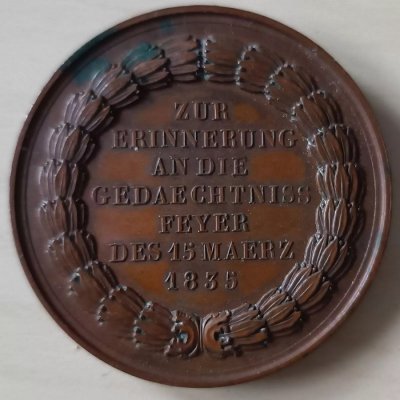 ZUR
ERINNERUNG
AN DIE
GEDAECHTNISS
FEYER
DES 15 MAERZ
1835